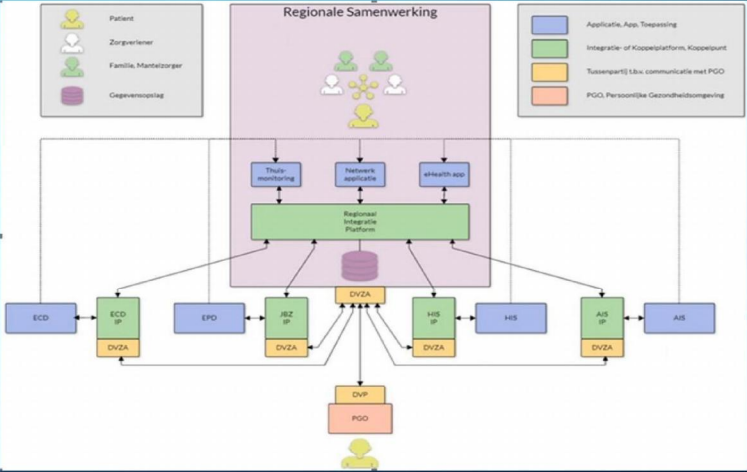 Regionale Samenwerking
Patient
Zorgverlener
Familie, Mantelzorger
Gegevensopslag
Applicatie, App, Toepassing
Integratie- of Koppelplatform, Koppelpunt
Tussenpartij t.b.v. communicatie met PGO
PGO, Persoonlijke Gezondheidsomgeving
Thuis-
monitoring
Netwerk
applicatie
eHealth app
Regionaal
Integratie
Platform
DVZA
ECD
ECD
IP
DVZA
EPD
JBZ
IP
DVZA
HIS
IP
DVZA
HIS
AIS
IP
DVZA
AIS
DVP
PGO